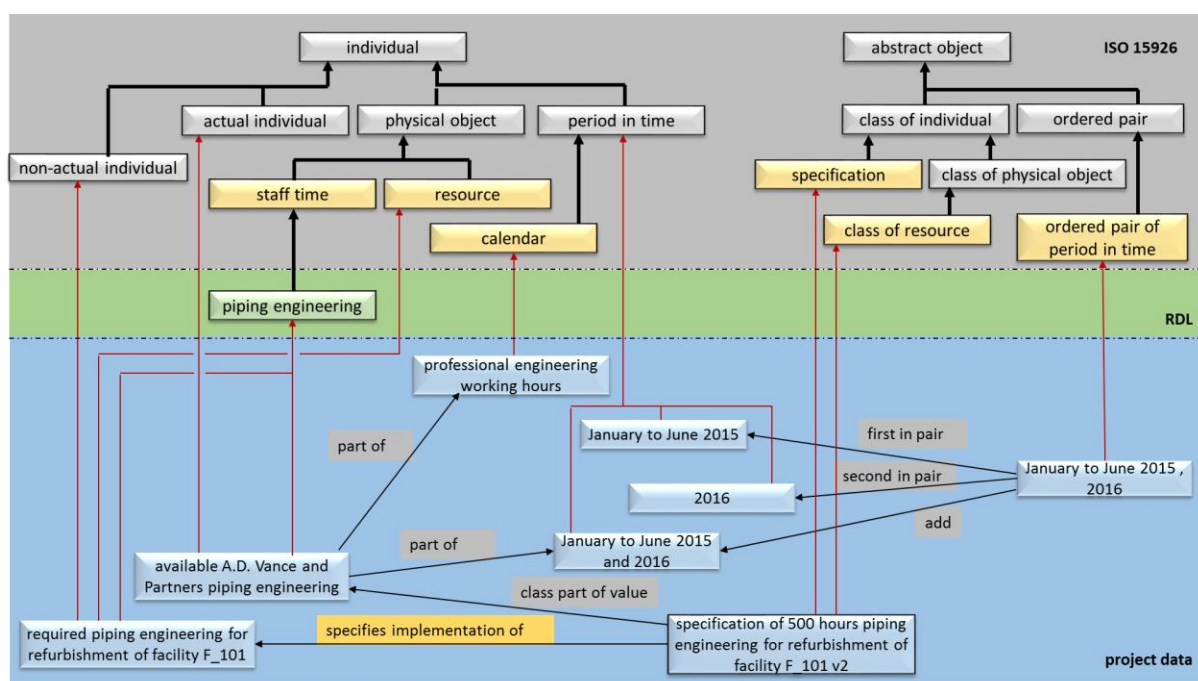 individual
abstract object
ISO 15926
actual individual
physical object
period in time
class of individual
ordered pair
non-actual individual
staff time
resource
specification
class of physical object
calendar
class of resource
ordered pair of
period in time
piping engineering
RDL
professional engineering
working hours
part of
January to June 2015
first in pair
second in pair
January to June 2015 ,
2016
2016
add
part of
January to June 2015
and 2016
available A.D. Vance and
Partners piping engineering
class part of value
required piping engineering for
refurbishment of facility F_101
specifies implementation of
specification of 500 hours piping
engineering for refurbishment of
facility F_101 v2
project data